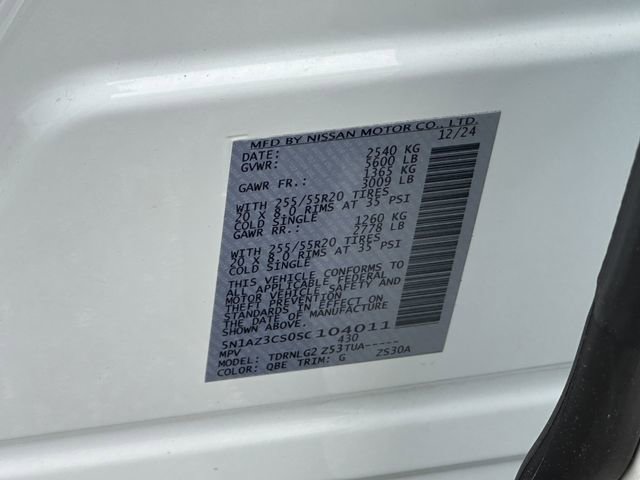 MFD BY NISSAN MOTOR CO., LTD.
DATE: 12/24
GVWR: 2540 KG
5600 LB
GAWR FR.: 1365 KG
3009 LB
WITH 255/55R20 TIRES
20 X 8.0 RIMS AT 35 PSI
COLD SINGLE
GAWR RR.: 1260 KG
2778 LB
WITH 255/55R20 TIRES
20 X 8.0 RIMS AT 35 PSI
COLD SINGLE
THIS VEHICLE CONFORMS TO
ALL APPLICABLE FEDERAL
MOTOR VEHICLE SAFETY AND
THEFT PREVENTION
STANDARDS IN EFFECT ON
THE DATE OF MANUFACTURE
SHOWN ABOVE.
5N1AZ3CS0SC104011
MPV 430
MODEL: TDRNLG2 Z53TUA-----
COLOR: QBE TRIM: G ZS30A